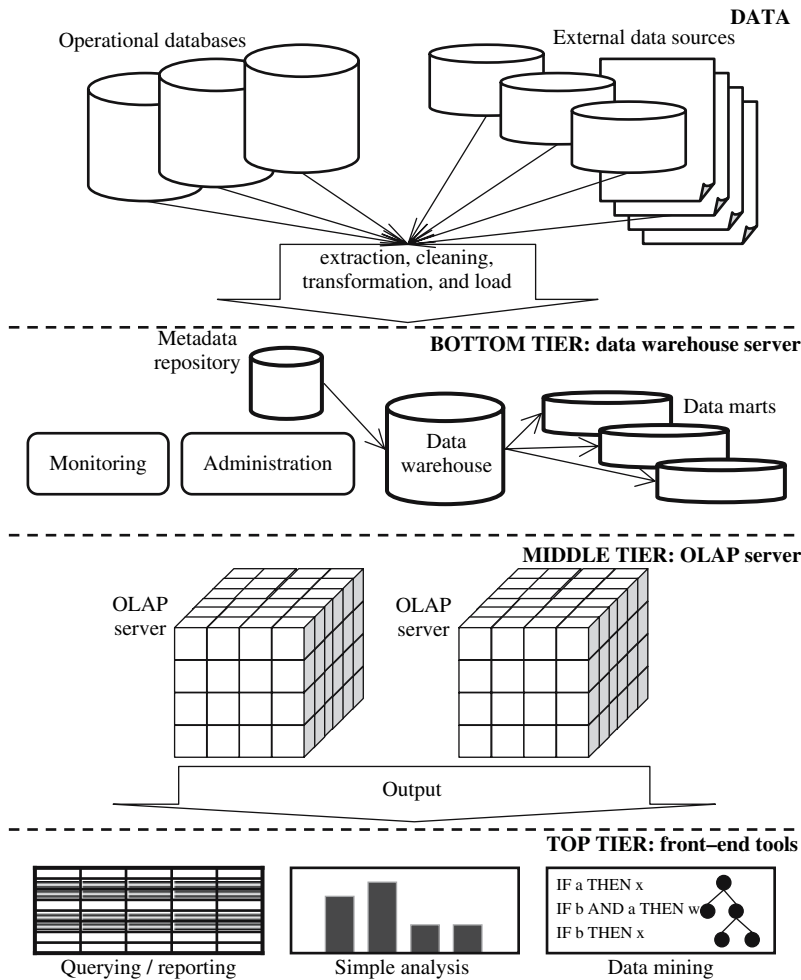 DATA
Operational databases
External data sources
extraction, cleaning,
transformation, and load
BOTTOM TIER: data warehouse server
Metadata
repository
Data marts
Monitoring
Administration
Data
warehouse
MIDDLE TIER: OLAP server
OLAP
server
OLAP
server
Output
TOP TIER: front–end tools
IF a THEN x
IF b AND a THEN w
IF b THEN x
Querying / reporting
Simple analysis
Data mining